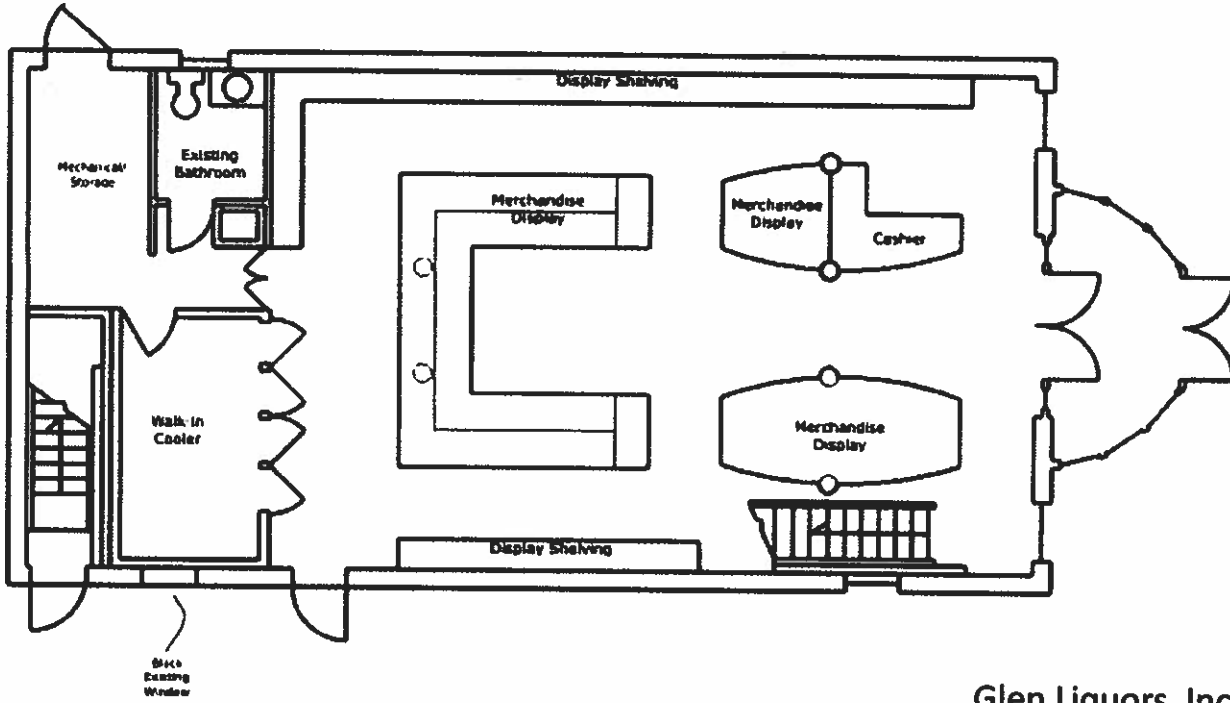 Display Shelving
Mechanical/
Storage
Existing
Bathroom
Merchandise
Display
Merchandise
Display
Cashier
Walk-In
Cooler
Merchandise
Display
Display Shelving
Block
Existing
Window
Glen Liquors, Inc